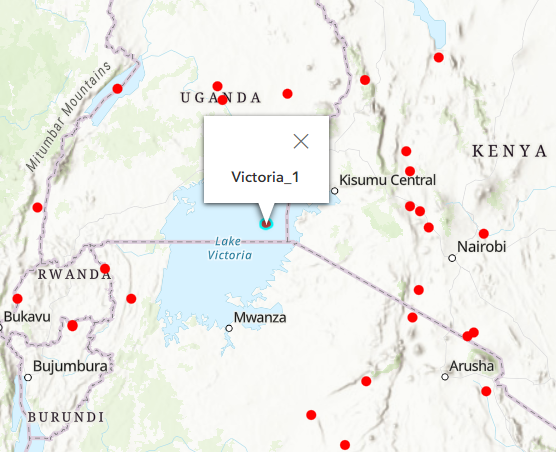 Mitumbar Mountains
UGANDA
KENYA
Victoria_1
Kisumu Central
Lake
Victoria
Nairobi
RWANDA
Bukavu
Mwanza
Bujumbura
Arusha
BURUNDI